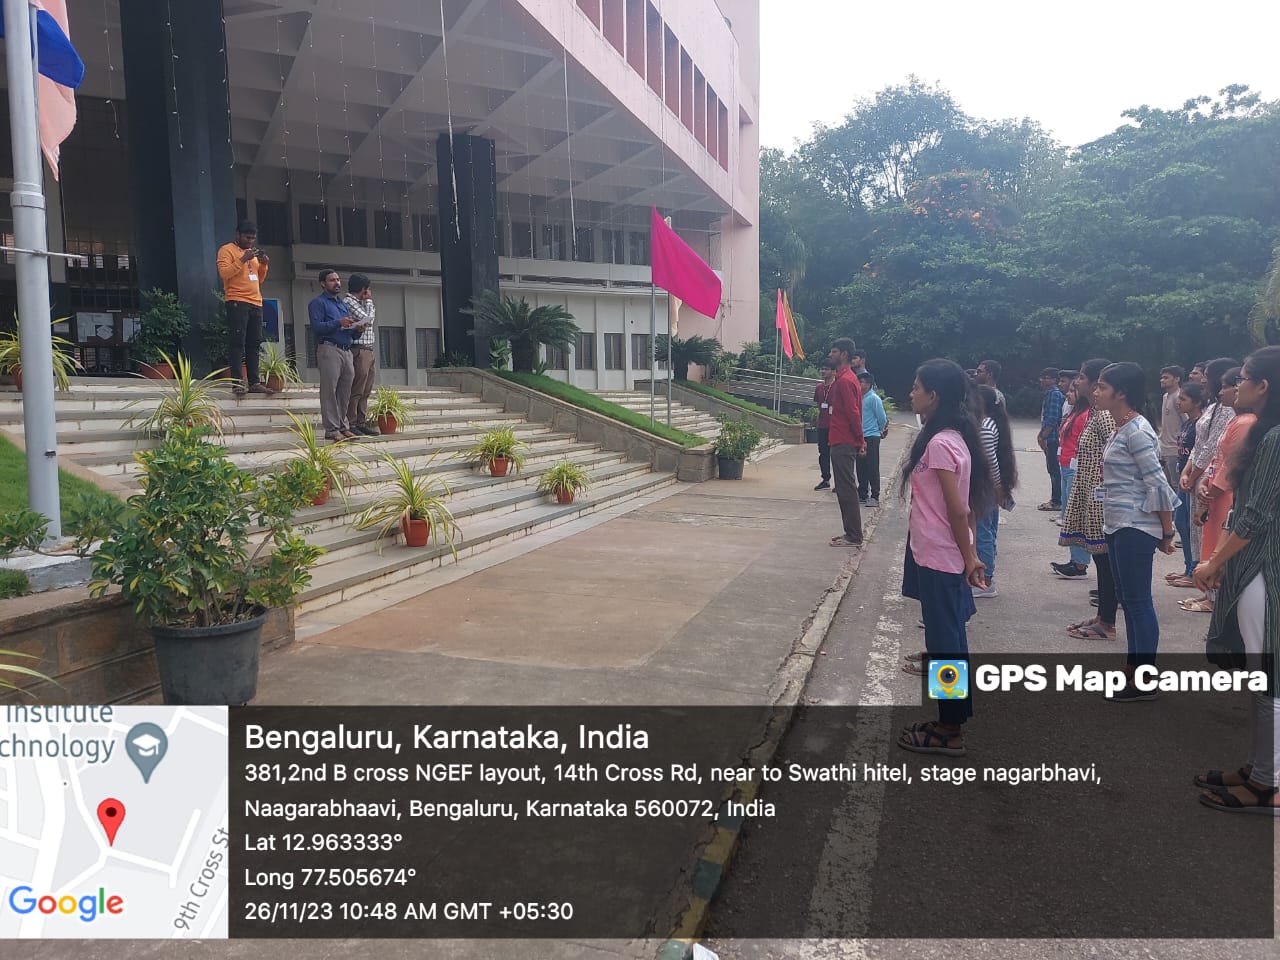 GPS Map Camera
Institute
chnology
9th Cross St
Google
Bengaluru, Karnataka, India
381,2nd B cross NGEF layout, 14th Cross Rd, near to Swathi hitel, stage nagarbhavi,
Naagarabhaavi, Bengaluru, Karnataka 560072, India
Lat 12.963333°
Long 77.505674°
26/11/23 10:48 AM GMT +05:30